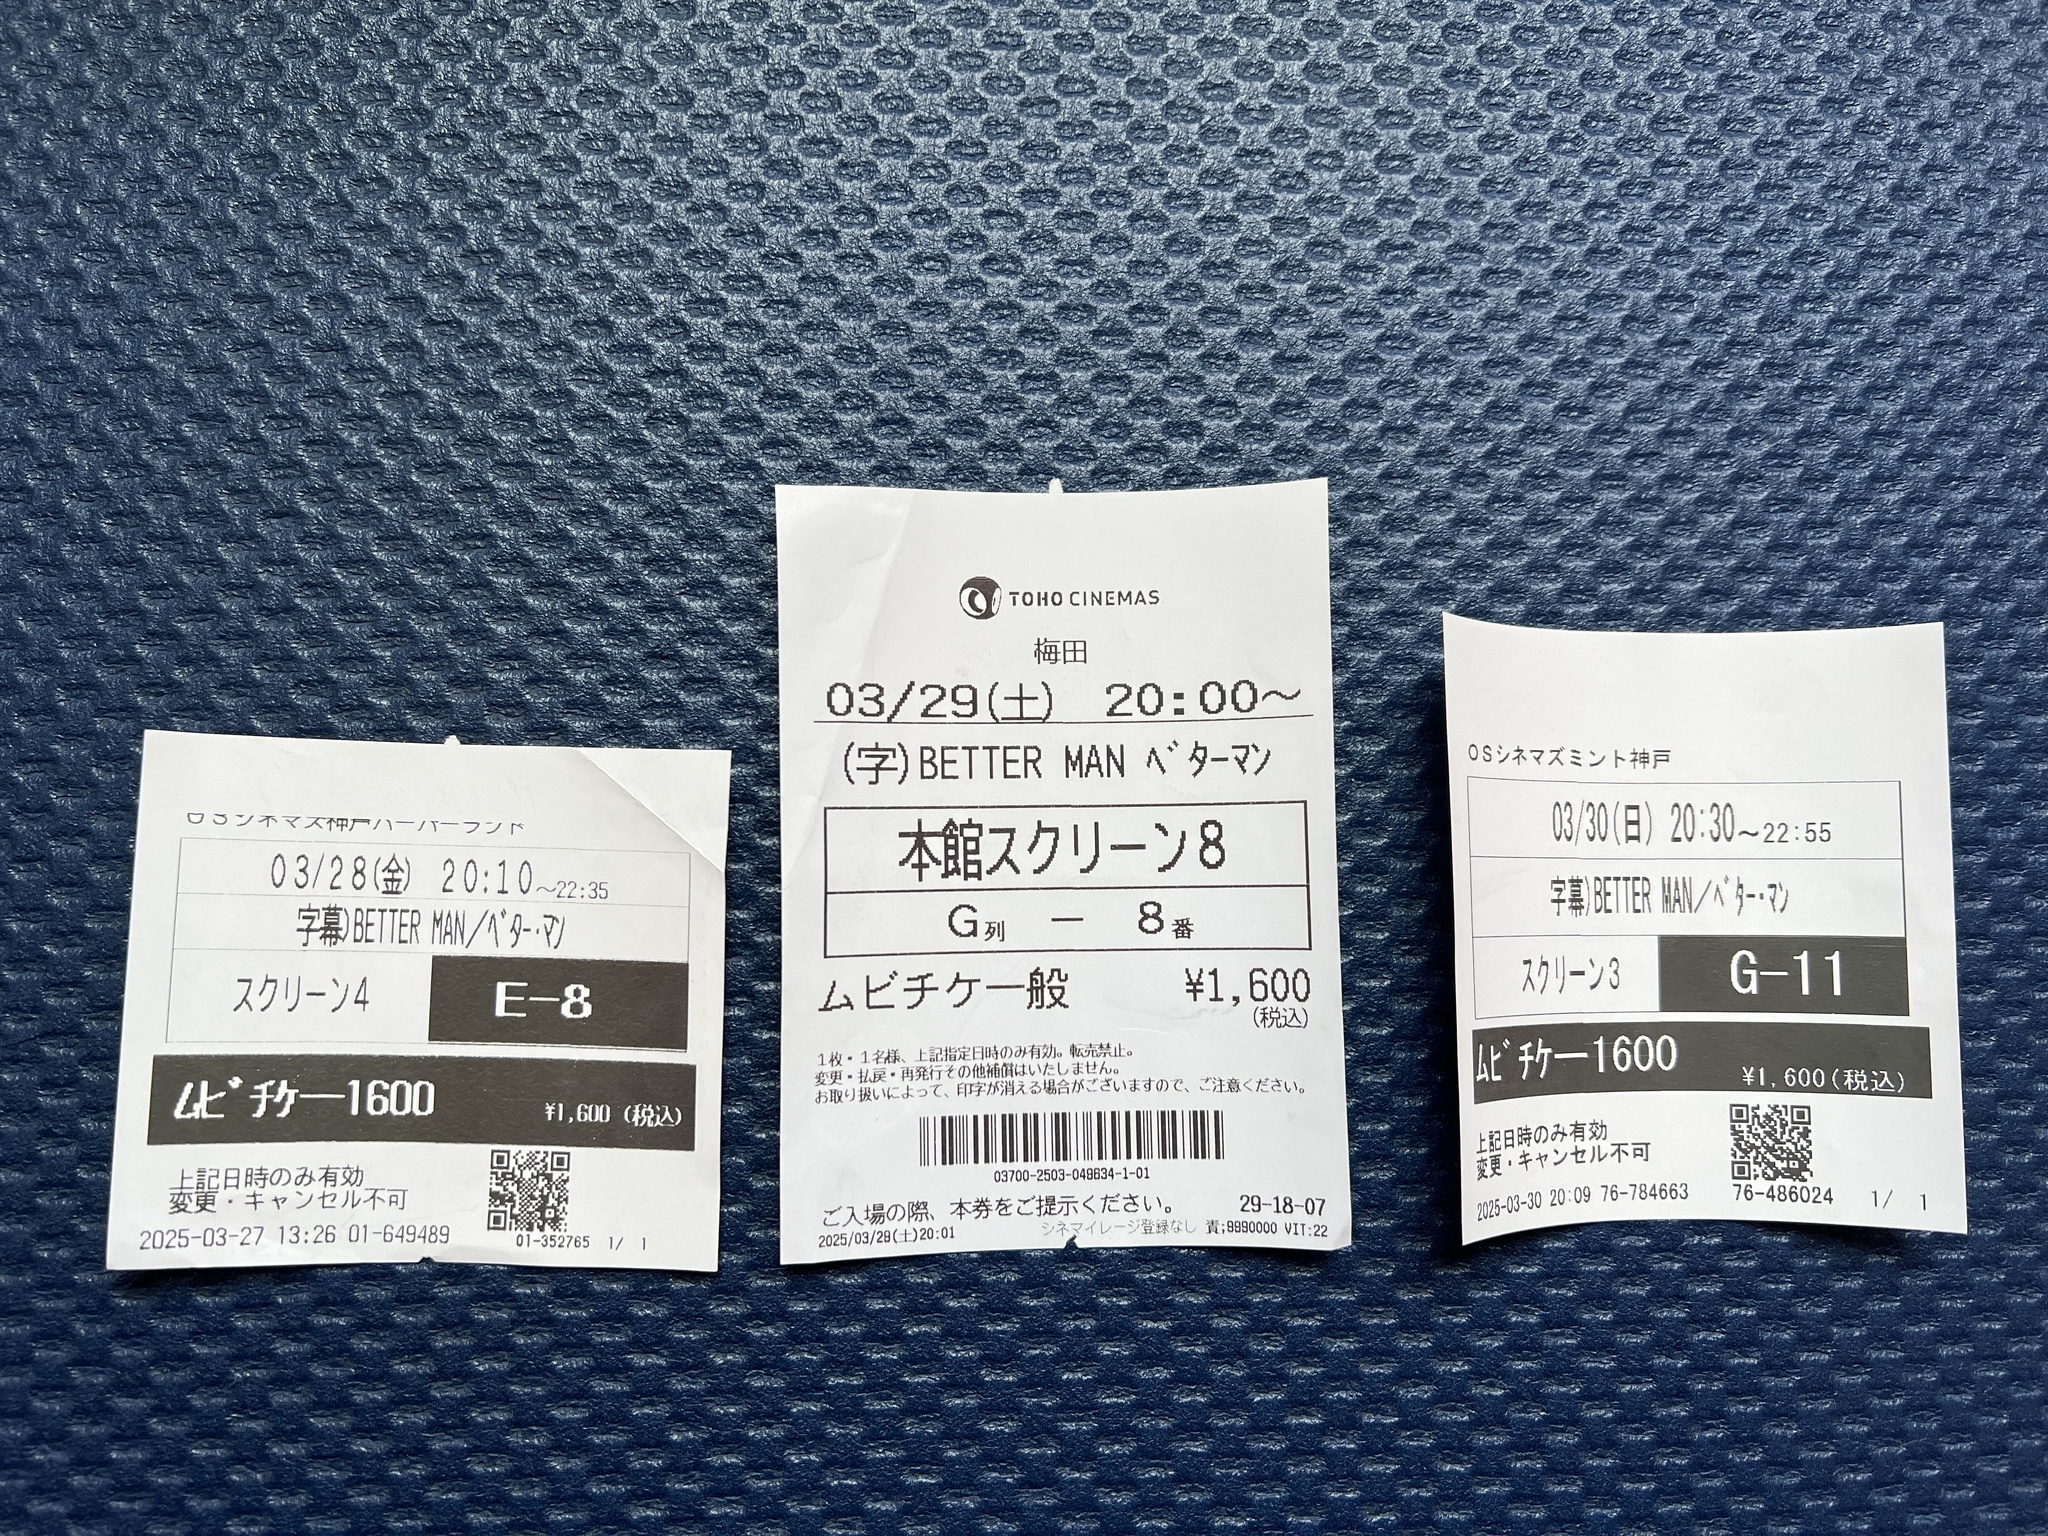 OSシネマズ神戸ハーバーランド
03/28(金) 20:10～22:35
字幕)BETTER MAN／ﾍﾞﾀｰ・ﾏﾝ
スクリーン4
E-8
ムビチケ一1600
¥1,600 (税込)
上記日時のみ有効
変更・キャンセル不可
2025-03-27 13:26 01-649489
01-352765 1/ 1
TOHO CINEMAS
梅田
03/29(土) 20:00～
(字)BETTER MAN ﾍﾞﾀｰﾏﾝ
本館スクリーン8
G列 － 8番
ムビチケ一般 ¥1,600
(税込)
1枚・1名様、上記指定日時のみ有効。転売禁止。
変更・払戻・再発行その他補償はいたしません。
お取り扱いによって、印字が消える場合がございますので、ご注意ください。
03700-2503-049834-1-01
ご入場の際、本券をご提示ください。 29-18-07
シネマイレージ登録なし 責;9990000 VIT:22
2025/03/29(土)20:01
OSシネマズミント神戸
03/30(日) 20:30～22:55
字幕)BETTER MAN／ﾍﾞﾀｰ・ﾏﾝ
スクリーン3
G-11
ムビチケ一1600
¥1,600(税込)
上記日時のみ有効
変更・キャンセル不可
2025-03-30 20:09 76-784663
76-486024 1/ 1